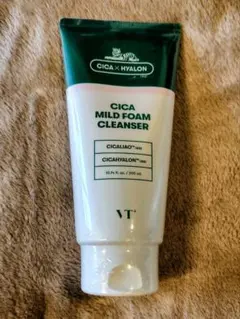 CICA × HYALON
CICA
MILD FOAM
CLEANSER
CICALIAO™
CICAHYALON™
VT